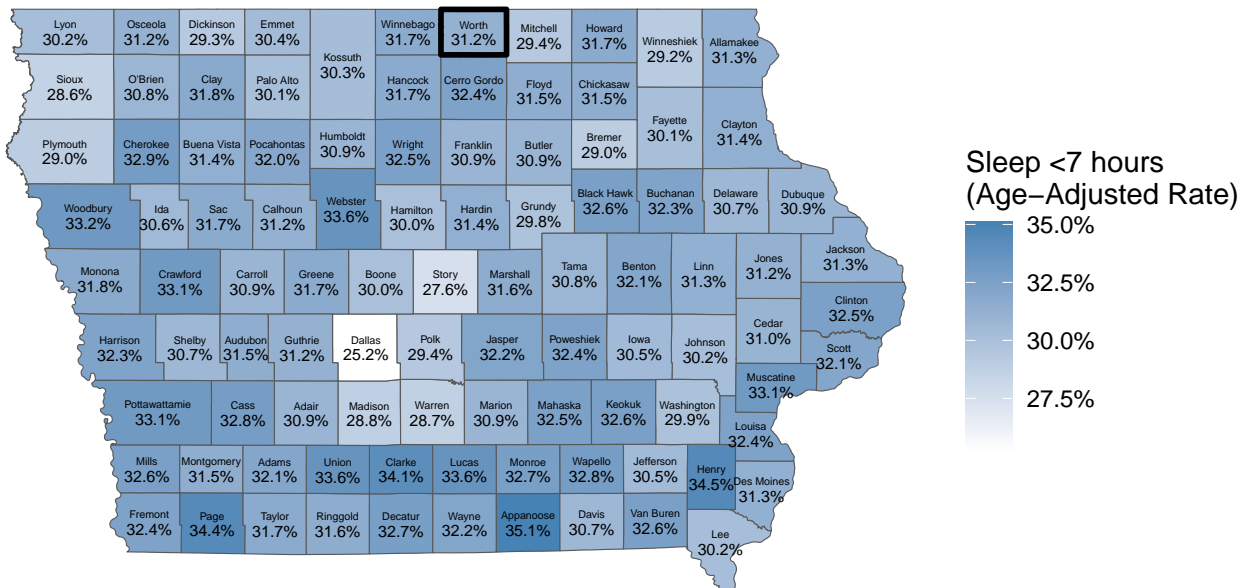 Lyon
30.2%
Osceola
31.2%
Dickinson
29.3%
Emmet
30.4%
Kossuth
30.3%
Winnebago
31.7%
Worth
31.2%
Mitchell
29.4%
Howard
31.7%
Winneshiek
29.2%
Allamakee
31.3%
Sioux
28.6%
O'Brien
30.8%
Clay
31.8%
Palo Alto
30.1%
Hancock
31.7%
Cerro Gordo
32.4%
Floyd
31.5%
Chickasaw
31.5%
Fayette
30.1%
Clayton
31.4%
Plymouth
29.0%
Cherokee
32.9%
Buena Vista
31.4%
Pocahontas
32.0%
Humboldt
30.9%
Wright
32.5%
Franklin
30.9%
Butler
30.9%
Bremer
29.0%
Woodbury
33.2%
Ida
30.6%
Sac
31.7%
Calhoun
31.2%
Webster
33.6%
Hamilton
30.0%
Hardin
31.4%
Grundy
29.8%
Black Hawk
32.6%
Buchanan
32.3%
Delaware
30.7%
Dubuque
30.9%
Monona
31.8%
Crawford
33.1%
Carroll
30.9%
Greene
31.7%
Boone
30.0%
Story
27.6%
Marshall
31.6%
Tama
30.8%
Benton
32.1%
Linn
31.3%
Jones
31.2%
Jackson
31.3%
Clinton
32.5%
Harrison
32.3%
Shelby
30.7%
Audubon
31.5%
Guthrie
31.2%
Dallas
25.2%
Polk
29.4%
Jasper
32.2%
Poweshiek
32.4%
Iowa
30.5%
Johnson
30.2%
Cedar
31.0%
Scott
32.1%
Muscatine
33.1%
Pottawattamie
33.1%
Cass
32.8%
Adair
30.9%
Madison
28.8%
Warren
28.7%
Marion
30.9%
Mahaska
32.5%
Keokuk
32.6%
Washington
29.9%
Louisa
32.4%
Mills
32.6%
Montgomery
31.5%
Adams
32.1%
Union
33.6%
Clarke
34.1%
Lucas
33.6%
Monroe
32.7%
Wapello
32.8%
Jefferson
30.5%
Henry
34.5%
Des Moines
31.3%
Fremont
32.4%
Page
34.4%
Taylor
31.7%
Ringgold
31.6%
Decatur
32.7%
Wayne
32.2%
Appanoose
35.1%
Davis
30.7%
Van Buren
32.6%
Lee
30.2%
Sleep <7 hours
(Age−Adjusted Rate)
35.0%
32.5%
30.0%
27.5%